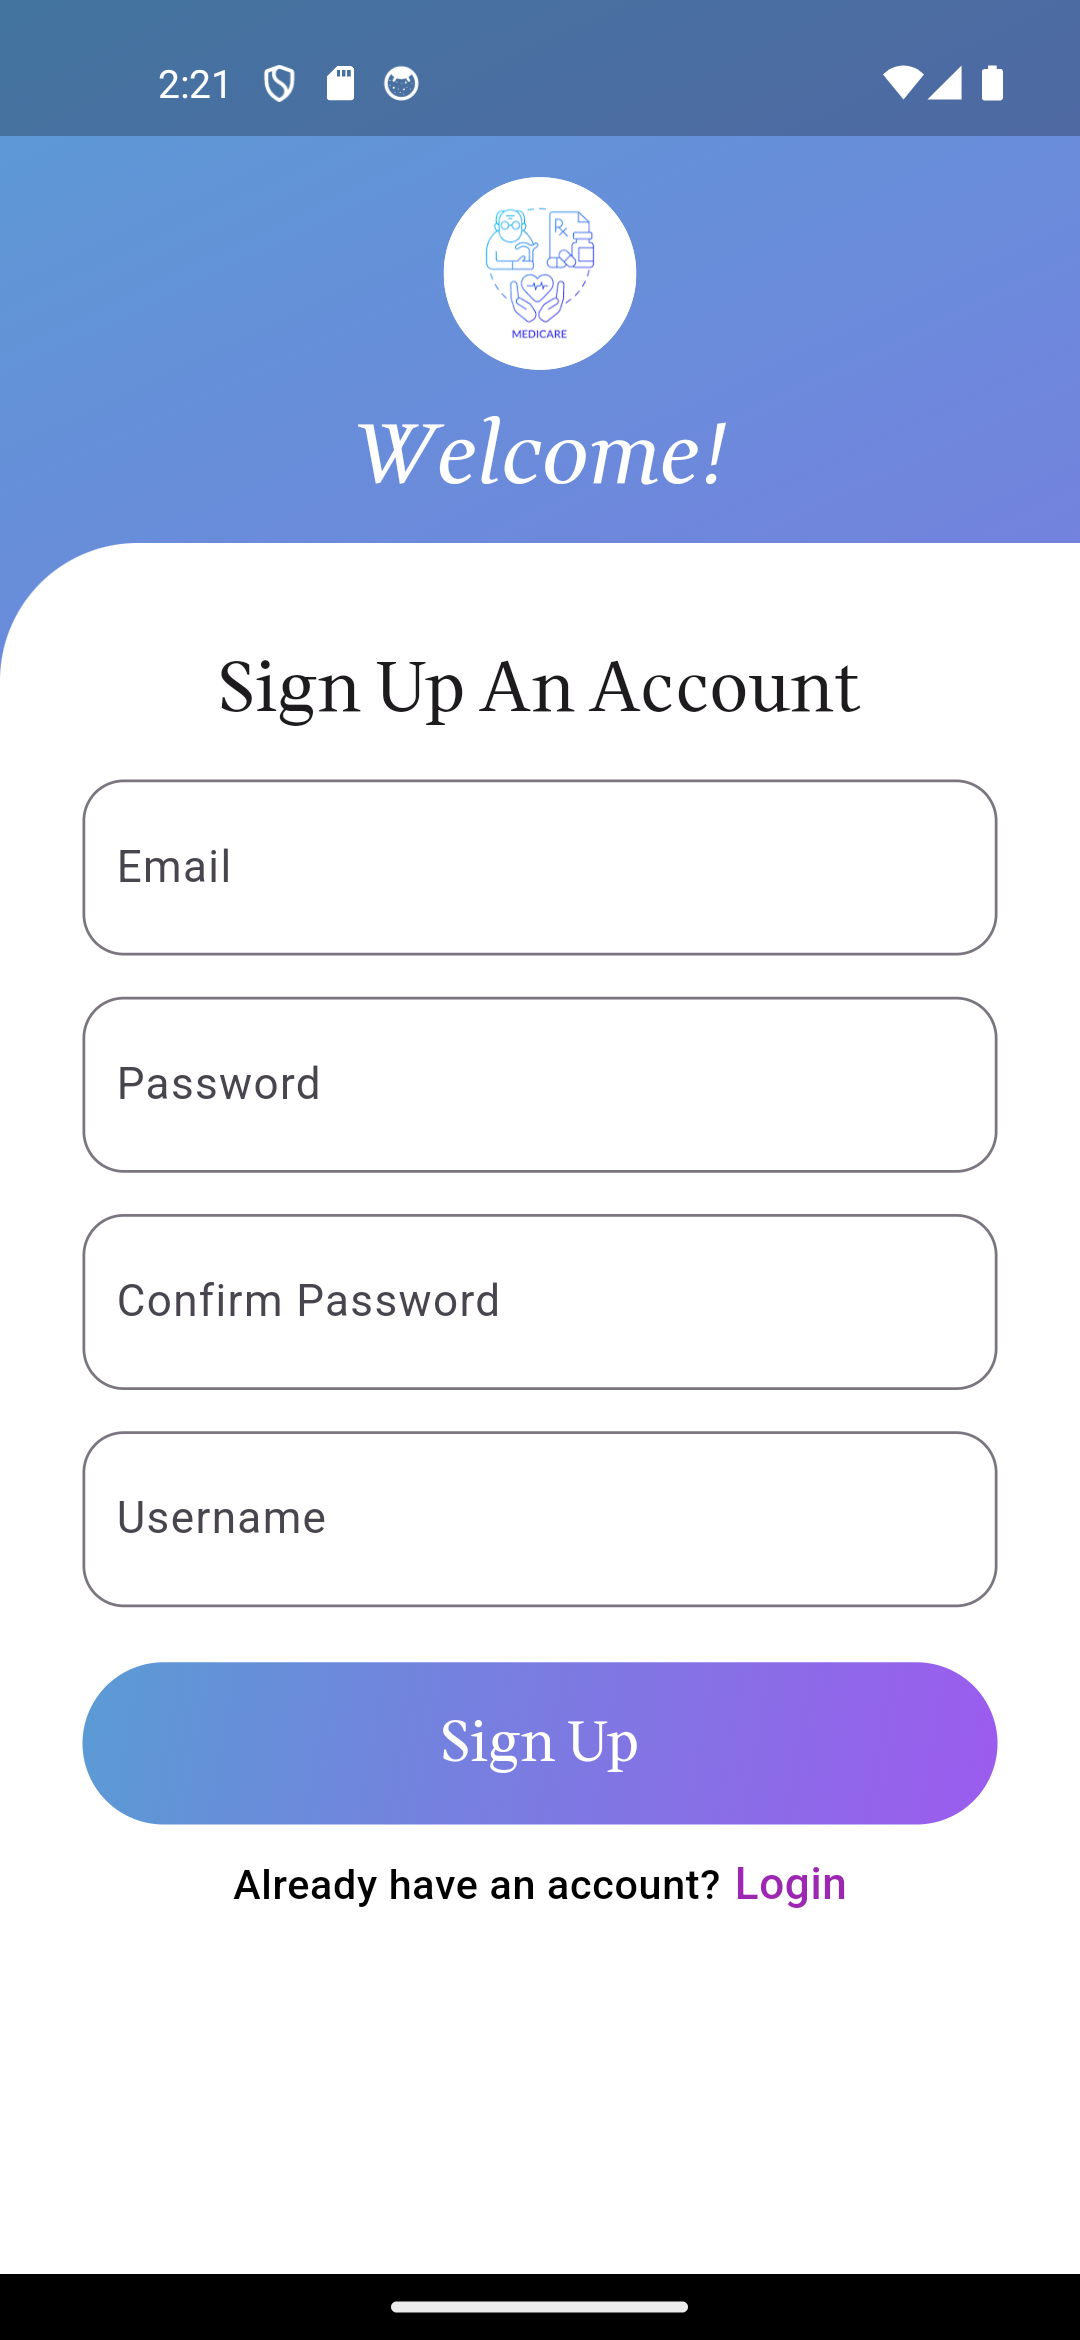 2:21
Rx
MEDICARE
Welcome!
Sign Up An Account
Email
Password
Confirm Password
Username
Sign Up
Already have an account? Login